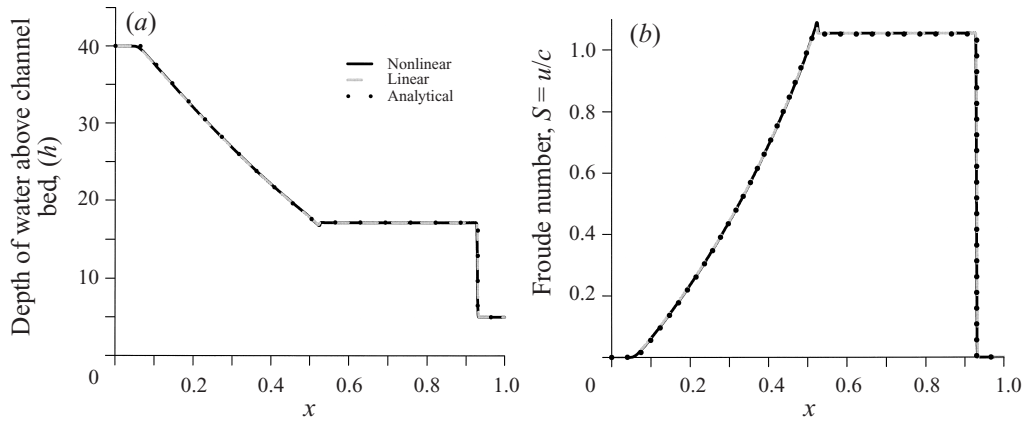 (a)
40
30
20
10
0
0.2
0.4
0.6
0.8
1.0
x
Depth of water above channel
bed, (h)
Nonlinear
Linear
Analytical
(b)
1.0
0.8
0.6
0.4
0.2
0
0.2
0.4
0.6
0.8
1.0
x
Froude number, S = u/c